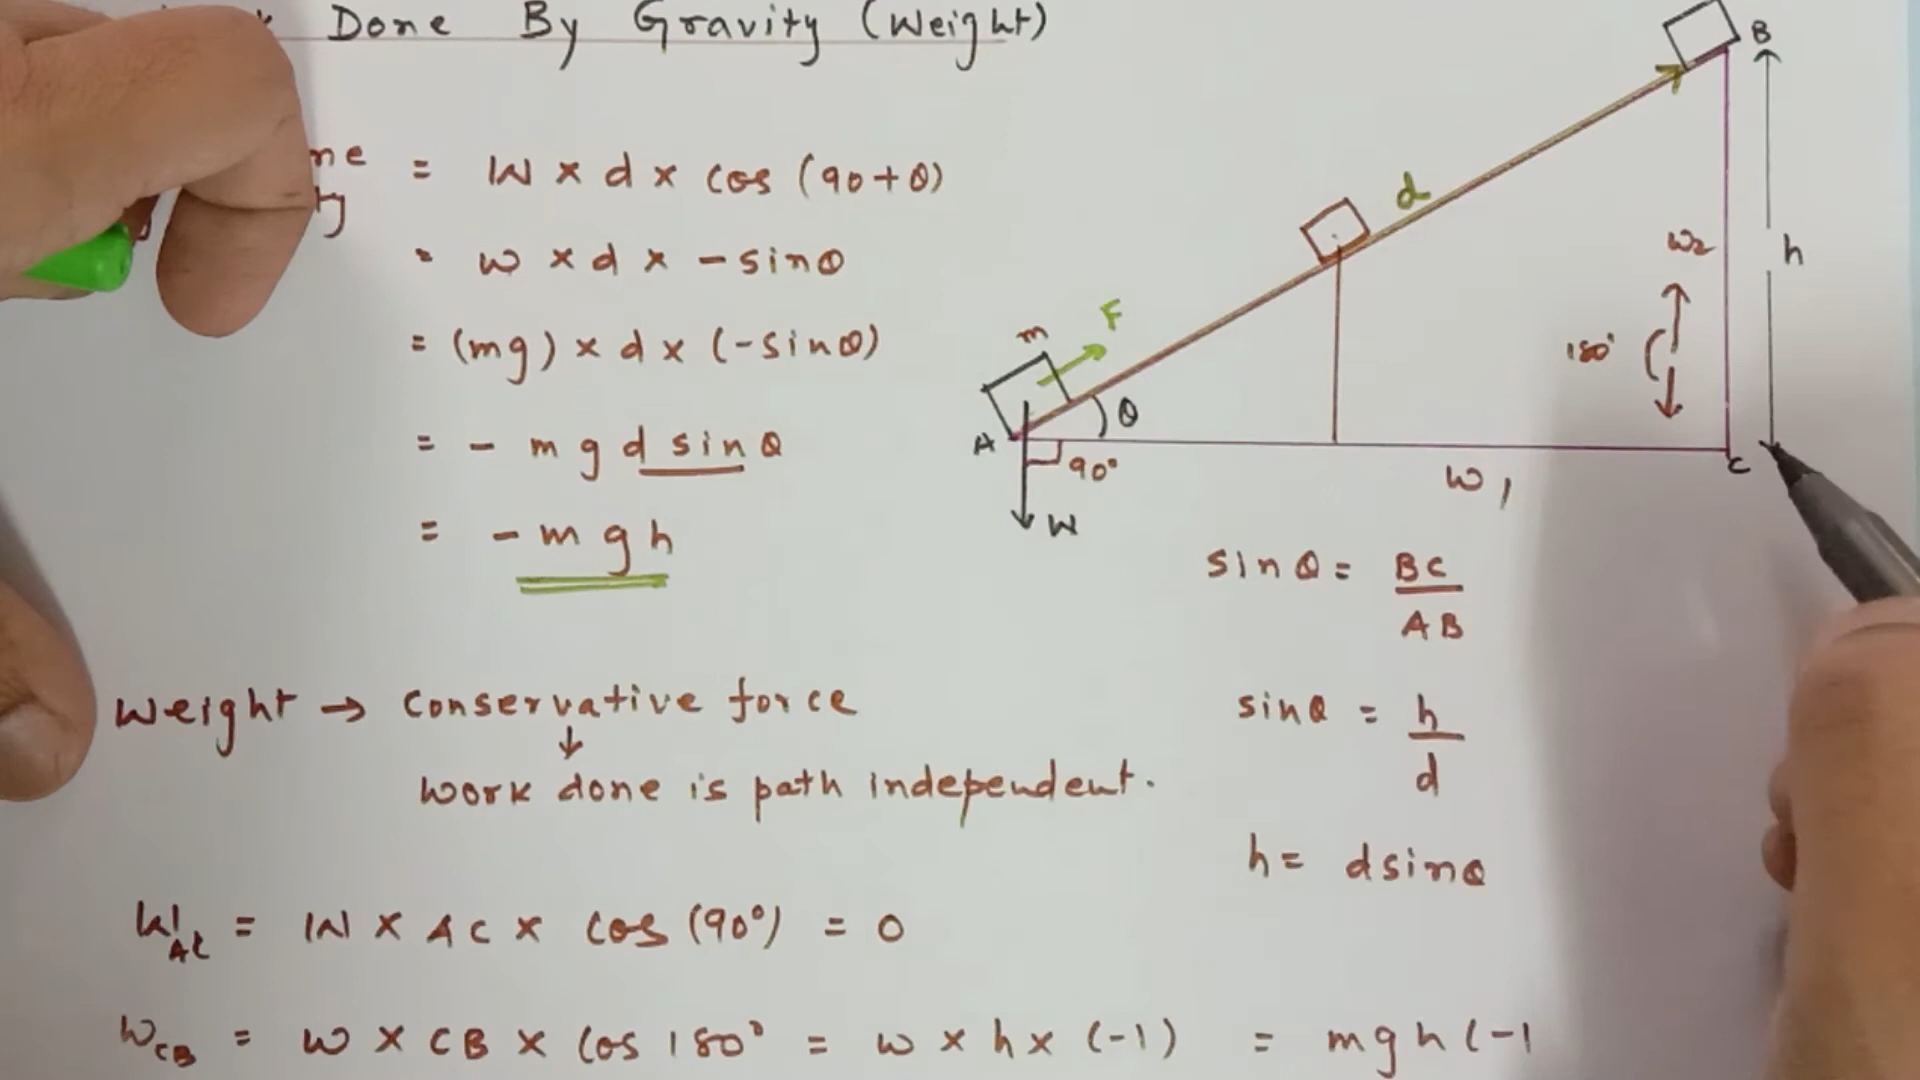 Done By Gravity (Weight)
ne = W × d × cos (90+θ)
= w × d × - sinθ
= (mg) × d × (-sinθ)
= - m g d sinθ
= - m g h
Weight → Conservative force
↓
Work done is path independent.
W_AC = W × AC × cos (90°) = 0
W_CB = W × CB × Cos 180° = w × h × (-1) = mgh (-1
B
d
h
W2
180°
F
m
θ
A
90°
W
W1
C
sinθ = BC
AB
sinθ = h
d
h = dsinθ